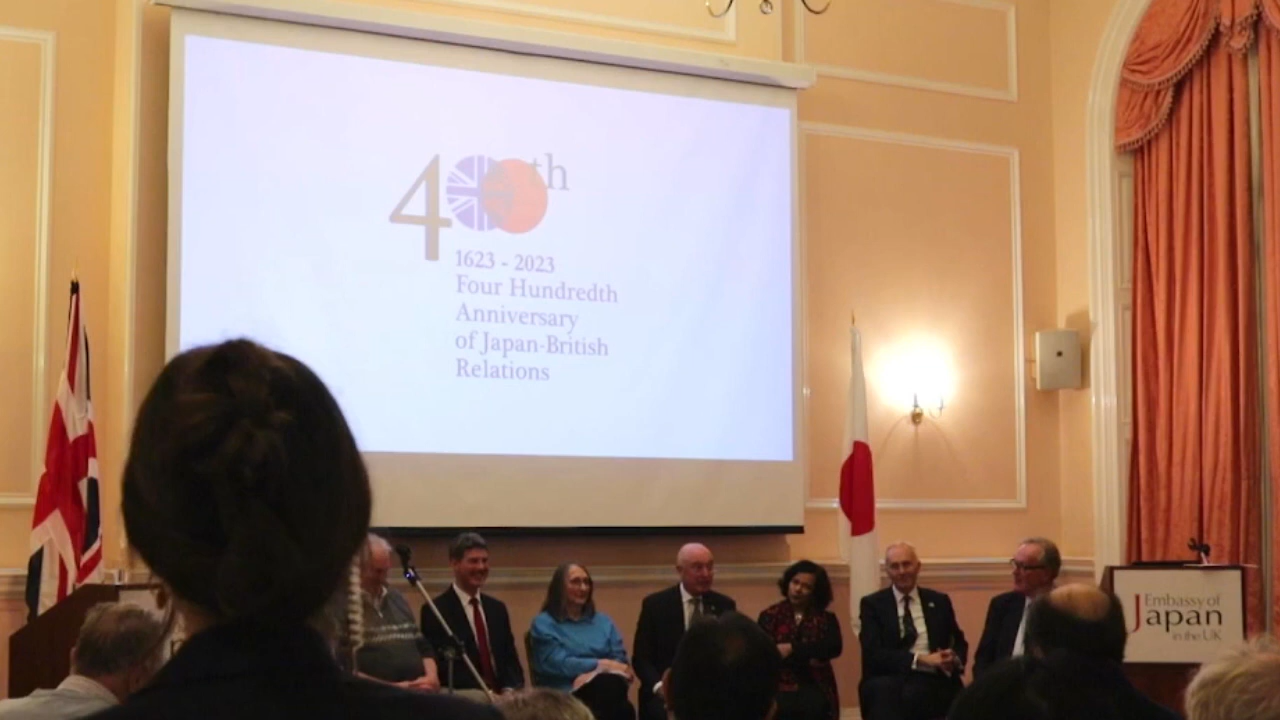 400th
1623 - 2023
Four Hundredth
Anniversary
of Japan-British
Relations
Embassy of
Japan
in the UK